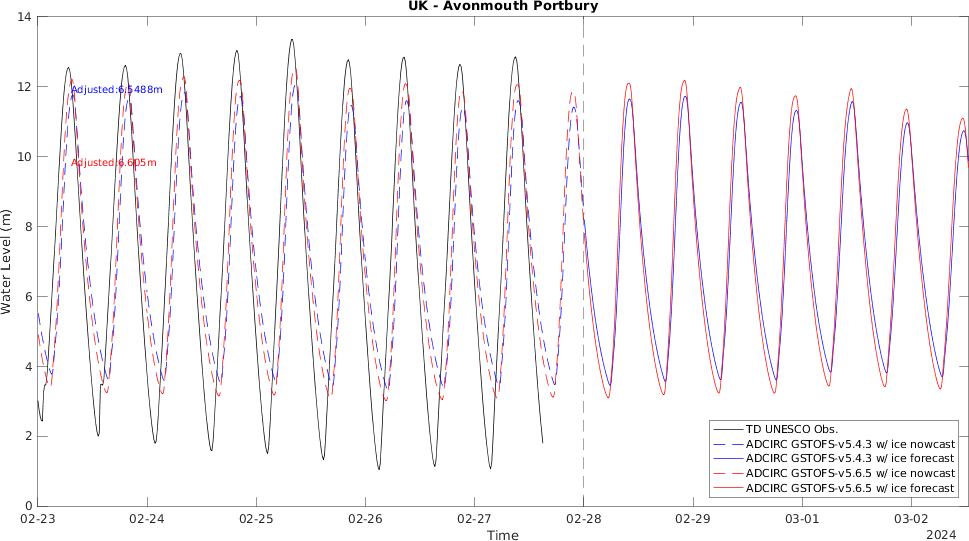 UK - Avonmouth Portbury
Water Level (m)
14
12
10
8
6
4
2
0
Adjusted:6.5488m
Adjusted:6.605m
TD UNESCO Obs.
ADCIRC GSTOFS-v5.4.3 w/ ice nowcast
ADCIRC GSTOFS-v5.4.3 w/ ice forecast
ADCIRC GSTOFS-v5.6.5 w/ ice nowcast
ADCIRC GSTOFS-v5.6.5 w/ ice forecast
02-23 02-24 02-25 02-26 02-27 02-28 02-29 03-01 03-02
Time
2024